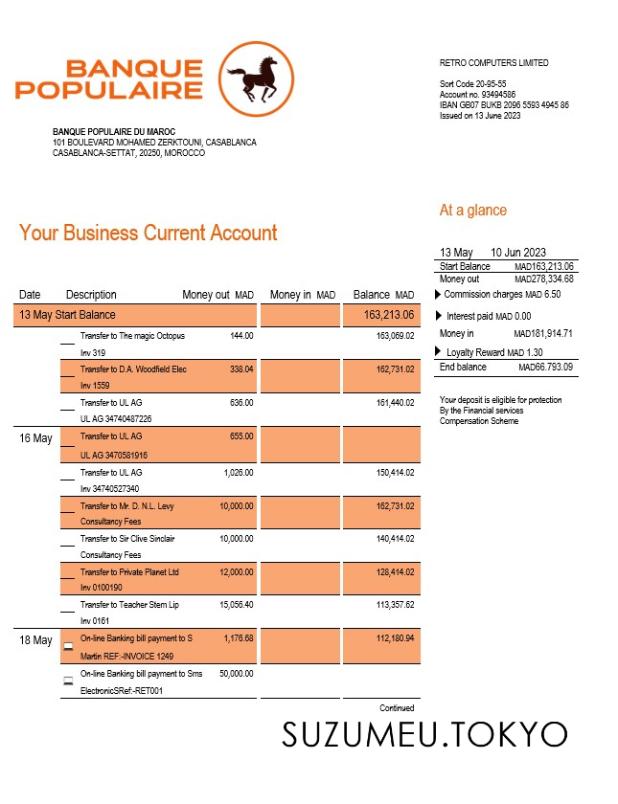 BANQUE
POPULAIRE
RETRO COMPUTERS LIMITED
Sort Code 20-95-55
Account no. 93494586
IBAN GB07 BUKB 2096 5593 4945 86
Issued on 13 June 2023
BANQUE POPULAIRE DU MAROC
101 BOULEVARD MOHAMED ZERKTOUNI, CASABLANCA
CASABLANCA-SETTAT, 20250, MOROCCO
At a glance
13 May 10 Jun 2023
Start Balance MAD163,213.06
Money out MAD278,334.68
Commission charges MAD 6.50
Interest paid MAD 0.00
Money in MAD181,914.71
Loyalty Reward MAD 1.30
End balance MAD66.793.09
Your deposit is eligible for protection
By the Financial services
Compensation Scheme
Your Business Current Account
Date Description Money out MAD Money in MAD Balance MAD
13 May Start Balance 163,213.06
Transfer to The magic Octopus 144.00 163,069.02
Inv 319
Transfer to D.A. Woodfield Elec 338.04 162,731.02
Inv 1559
Transfer to UL AG 636.00 161,440.02
UL AG 34740487226
16 May Transfer to UL AG 655.00
UL AG 3470581916
Transfer to UL AG 1,026.00 150,414.02
Inv 34740527340
Transfer to Mr. D. N.L. Levy 10,000.00 162,731.02
Consultancy Fees
Transfer to Sir Clive Sinclair 10,000.00 140,414.02
Consultancy Fees
Transfer to Private Planet Ltd 12,000.00 128,414.02
Inv 0100190
Transfer to Teacher Stem Lip 15,056.40 113,357.62
Inv 0161
18 May On-line Banking bill payment to S 1,176.68 112,180.94
Martin REF:-INVOICE 1249
On-line Banking bill payment to Sms 50,000.00
ElectronicSRef:-RET001
Continued
SUZUMEU.TOKYO